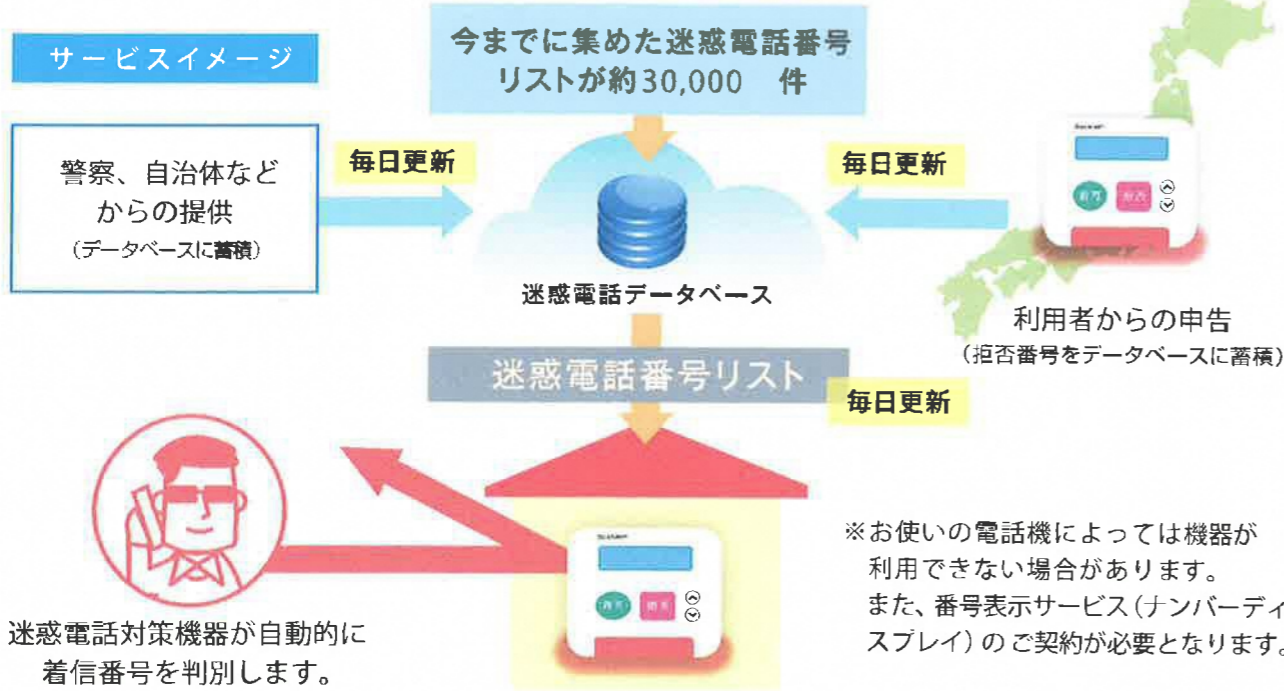 サービスイメージ
今までに集めた迷惑電話番号
リストが約30,000 件
警察、自治体など
からの提供
(データベースに蓄積)
毎日更新
毎日更新
迷惑電話データベース
利用者からの申告
(拒否番号をデータベースに蓄積)
迷惑電話番号リスト
毎日更新
迷惑電話対策機器が自動的に
着信番号を判別します。
※お使いの電話機によっては機器が
利用できない場合があります。
また、番号表示サービス(ナンバーディ
スプレイ)のご契約が必要となります。